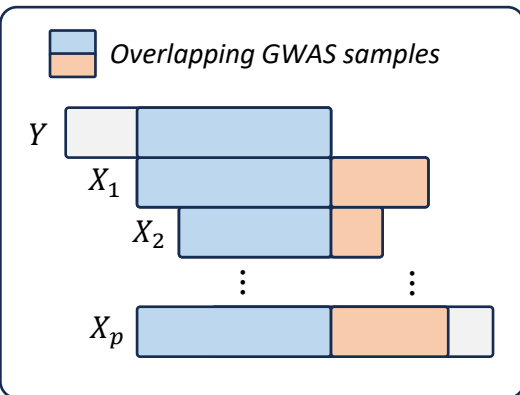 Overlapping GWAS samples
Y
X₁
X₂
⋮ ⋮
Xₚ